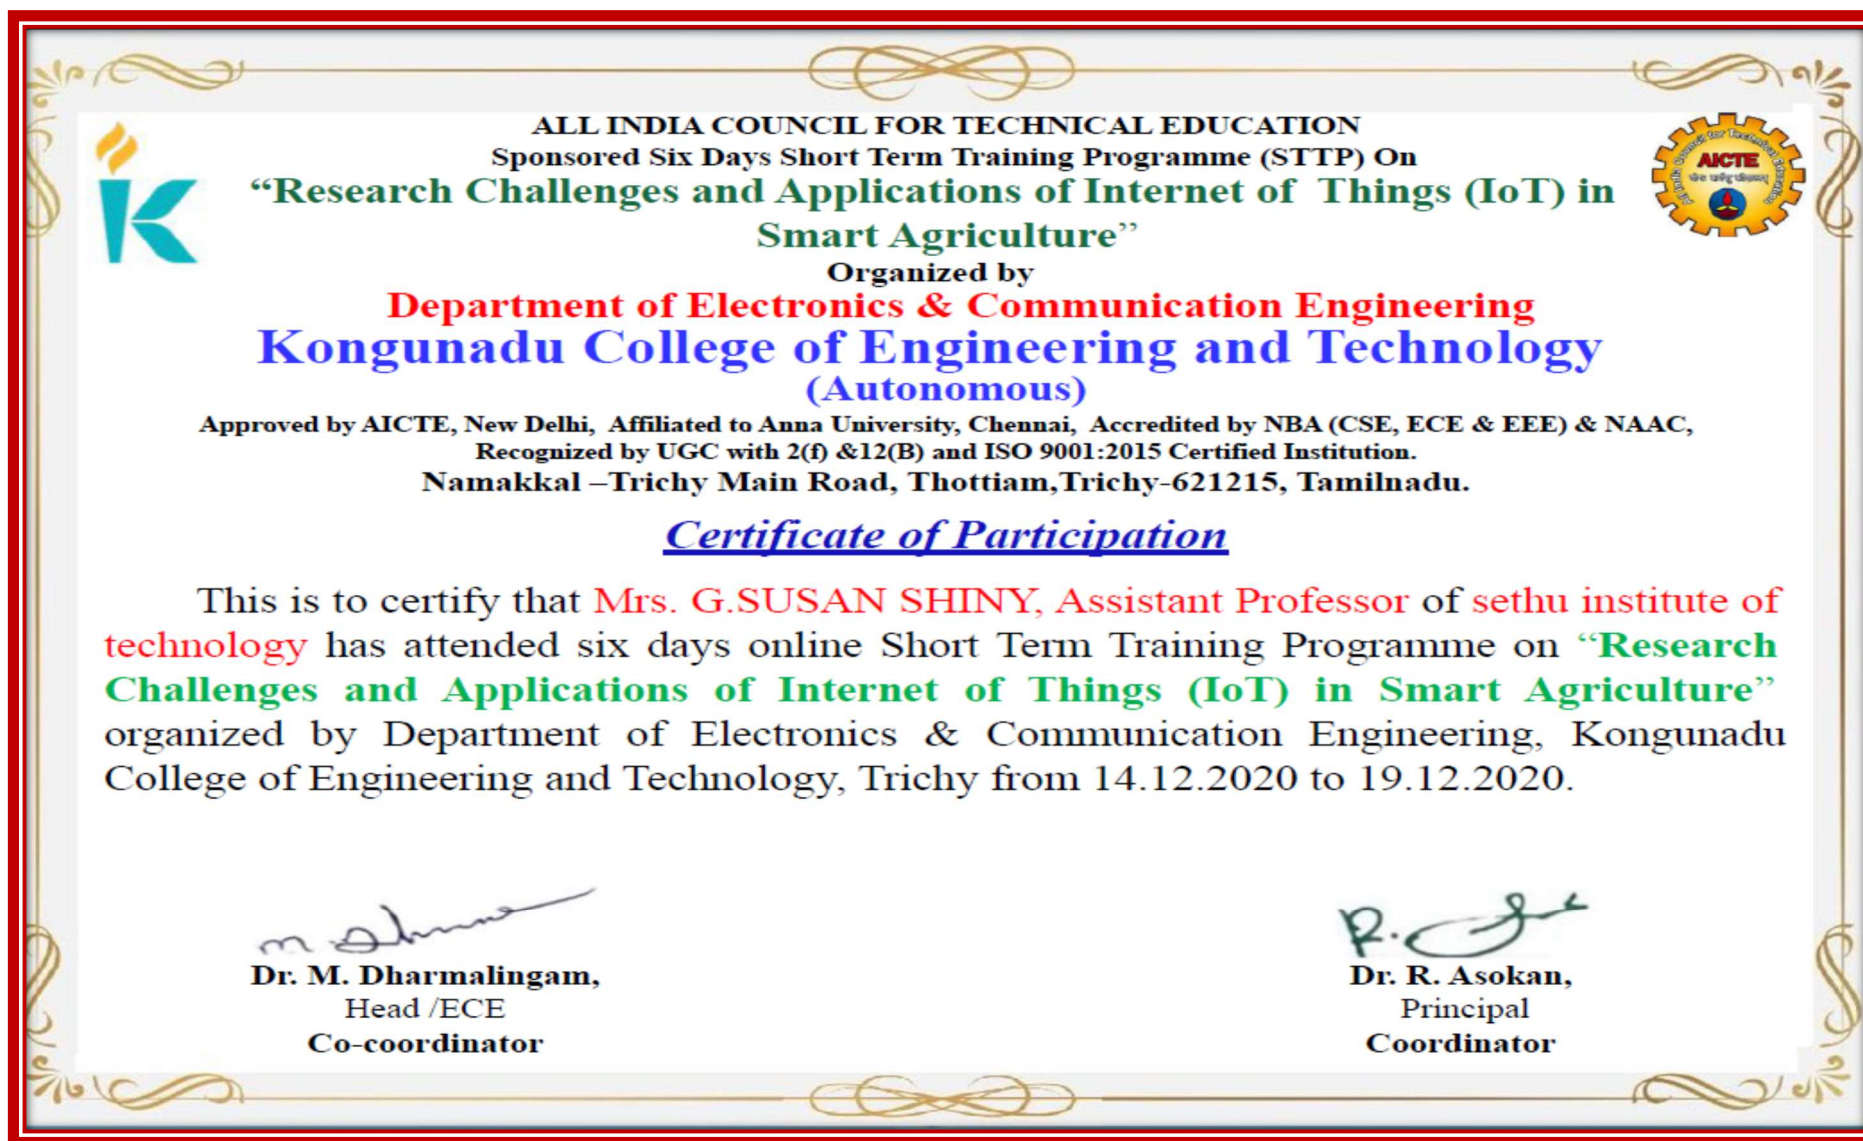 ALL INDIA COUNCIL FOR TECHNICAL EDUCATION
Sponsored Six Days Short Term Training Programme (STTP) On
“Research Challenges and Applications of Internet of Things (IoT) in
Smart Agriculture”
AICTE
Organized by
Department of Electronics & Communication Engineering
Kongunadu College of Engineering and Technology
(Autonomous)
Approved by AICTE, New Delhi, Affiliated to Anna University, Chennai, Accredited by NBA (CSE, ECE & EEE) & NAAC,
Recognized by UGC with 2(f) &12(B) and ISO 9001:2015 Certified Institution.
Namakkal –Trichy Main Road, Thottiam,Trichy-621215, Tamilnadu.
Certificate of Participation
This is to certify that Mrs. G.SUSAN SHINY, Assistant Professor of sethu institute of
technology has attended six days online Short Term Training Programme on “Research
Challenges and Applications of Internet of Things (IoT) in Smart Agriculture”
organized by Department of Electronics & Communication Engineering, Kongunadu
College of Engineering and Technology, Trichy from 14.12.2020 to 19.12.2020.
Dr. M. Dharmalingam,
Head /ECE
Co-coordinator
Dr. R. Asokan,
Principal
Coordinator